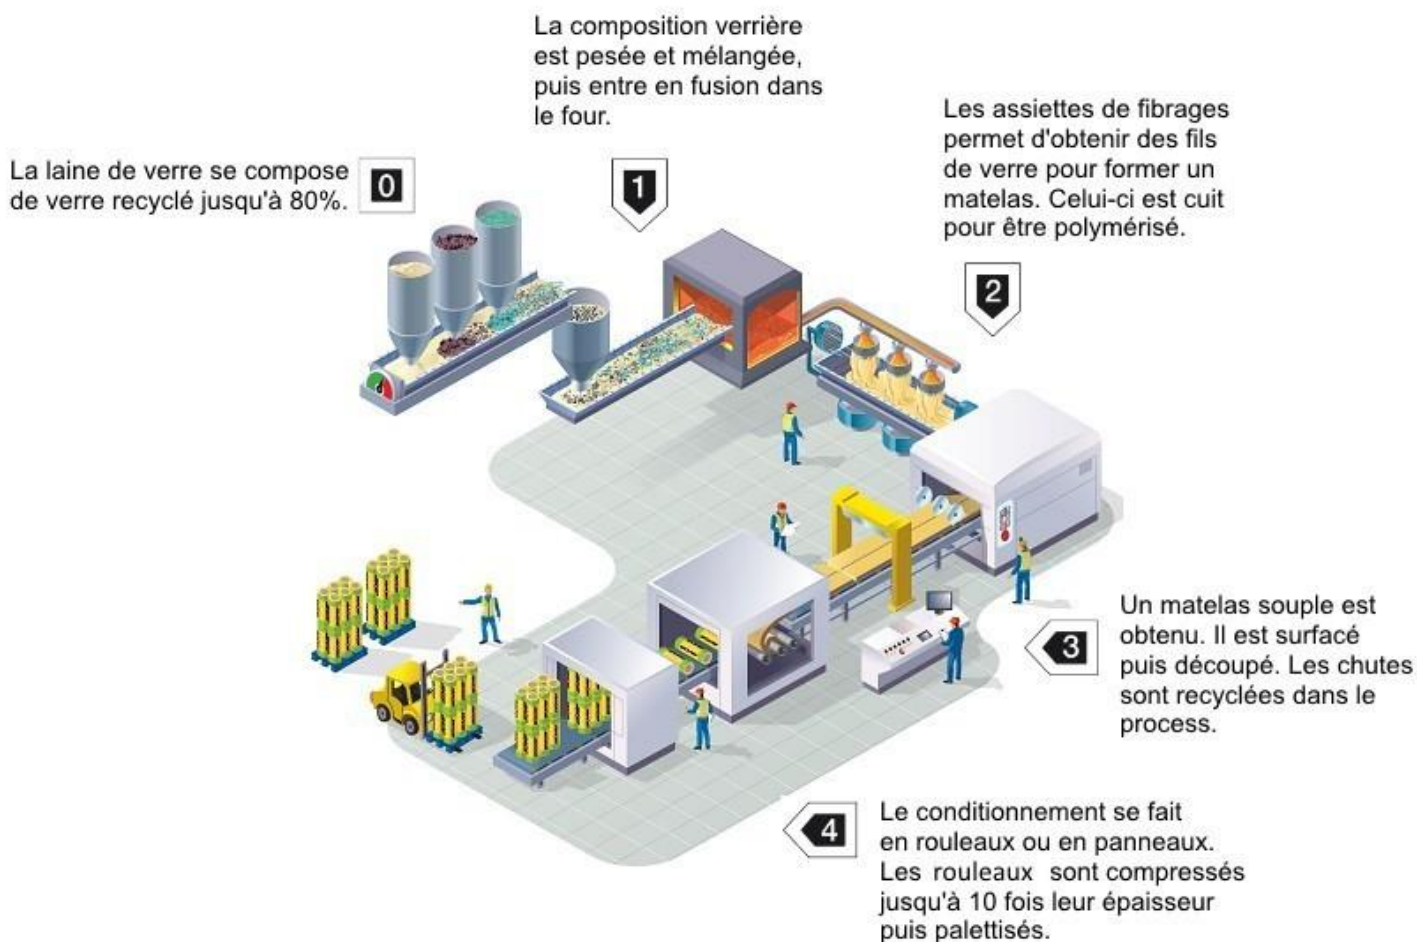 La laine de verre se compose
de verre recyclé jusqu'à 80%.
0
La composition verrière
est pesée et mélangée,
puis entre en fusion dans
le four.
1
Les assiettes de fibrages
permet d'obtenir des fils
de verre pour former un
matelas. Celui-ci est cuit
pour être polymérisé.
2
Un matelas souple est
obtenu. Il est surfacé
puis découpé. Les chutes
sont recyclées dans le
process.
3
4
Le conditionnement se fait
en rouleaux ou en panneaux.
Les rouleaux sont compressés
jusqu'à 10 fois leur épaisseur
puis palettisés.